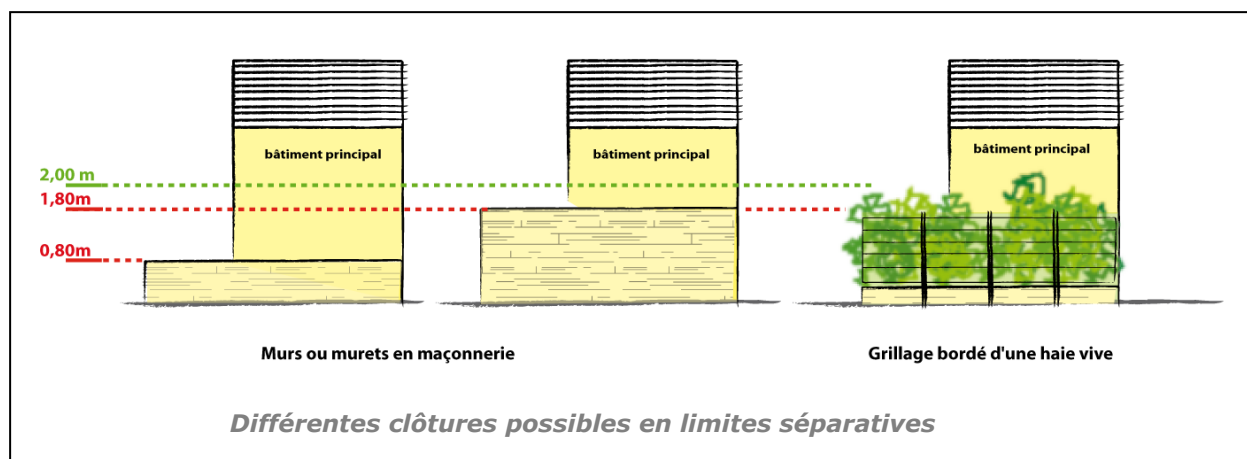 bâtiment principal
bâtiment principal
bâtiment principal
2,00 m
1,80m
0,80m
Murs ou murets en maçonnerie
Grillage bordé d'une haie vive
Différentes clôtures possibles en limites séparatives